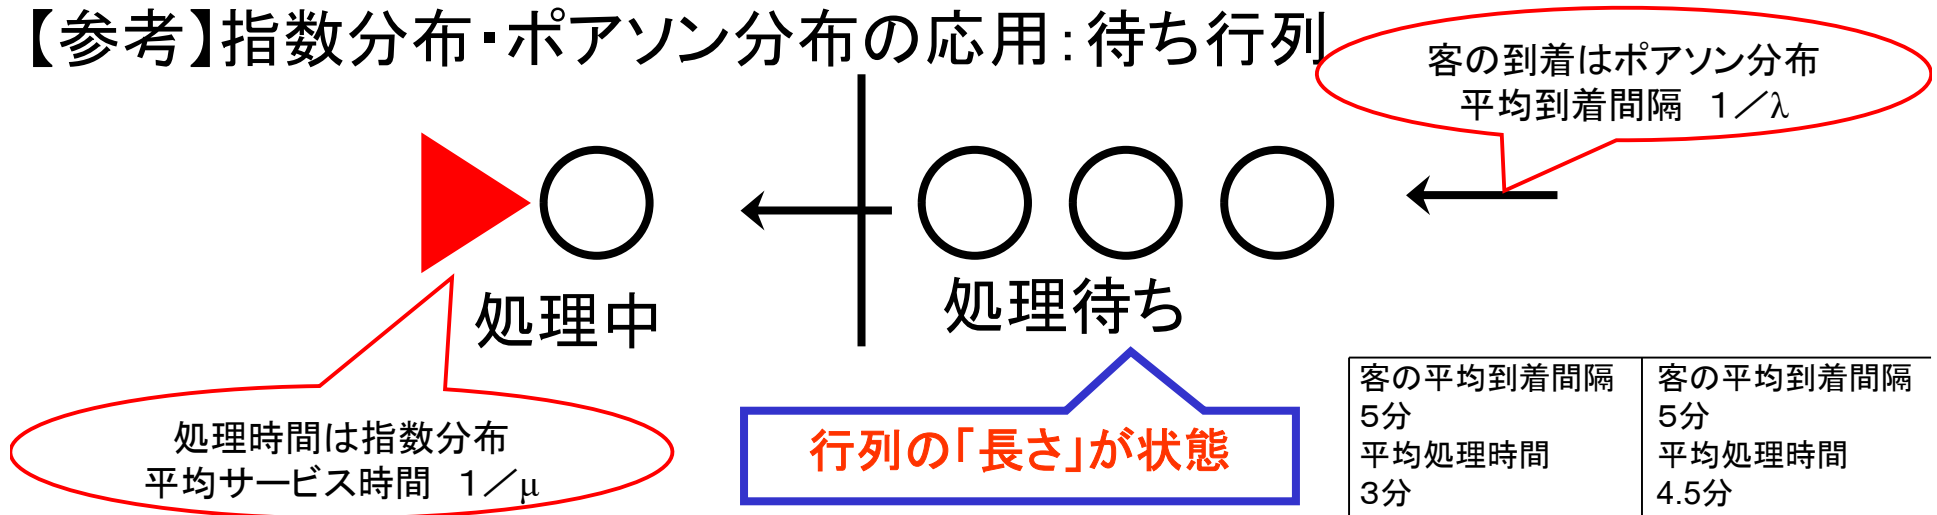 【参考】指数分布・ポアソン分布の応用:待ち行列
客の到着はポアソン分布
平均到着間隔 1／λ
処理中
処理待ち
処理時間は指数分布
平均サービス時間 1／μ
行列の「長さ」が状態
客の平均到着間隔
5分
平均処理時間
3分
客の平均到着間隔
5分
平均処理時間
4.5分